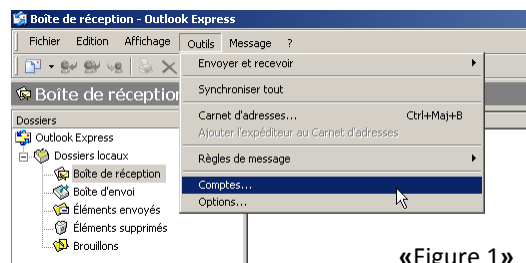 Boîte de réception - Outlook Express
Fichier Edition Affichage Outils Message ?
Envoyer et recevoir
Synchroniser tout
Carnet d'adresses... Ctrl+Maj+B
Ajouter l'expéditeur au Carnet d'adresses
Règles de message
Comptes...
Options...
Boîte de réception
Dossiers
Outlook Express
Dossiers locaux
Boîte de réception
Boîte d'envoi
Éléments envoyés
Éléments supprimés
Brouillons
«Figure 1»